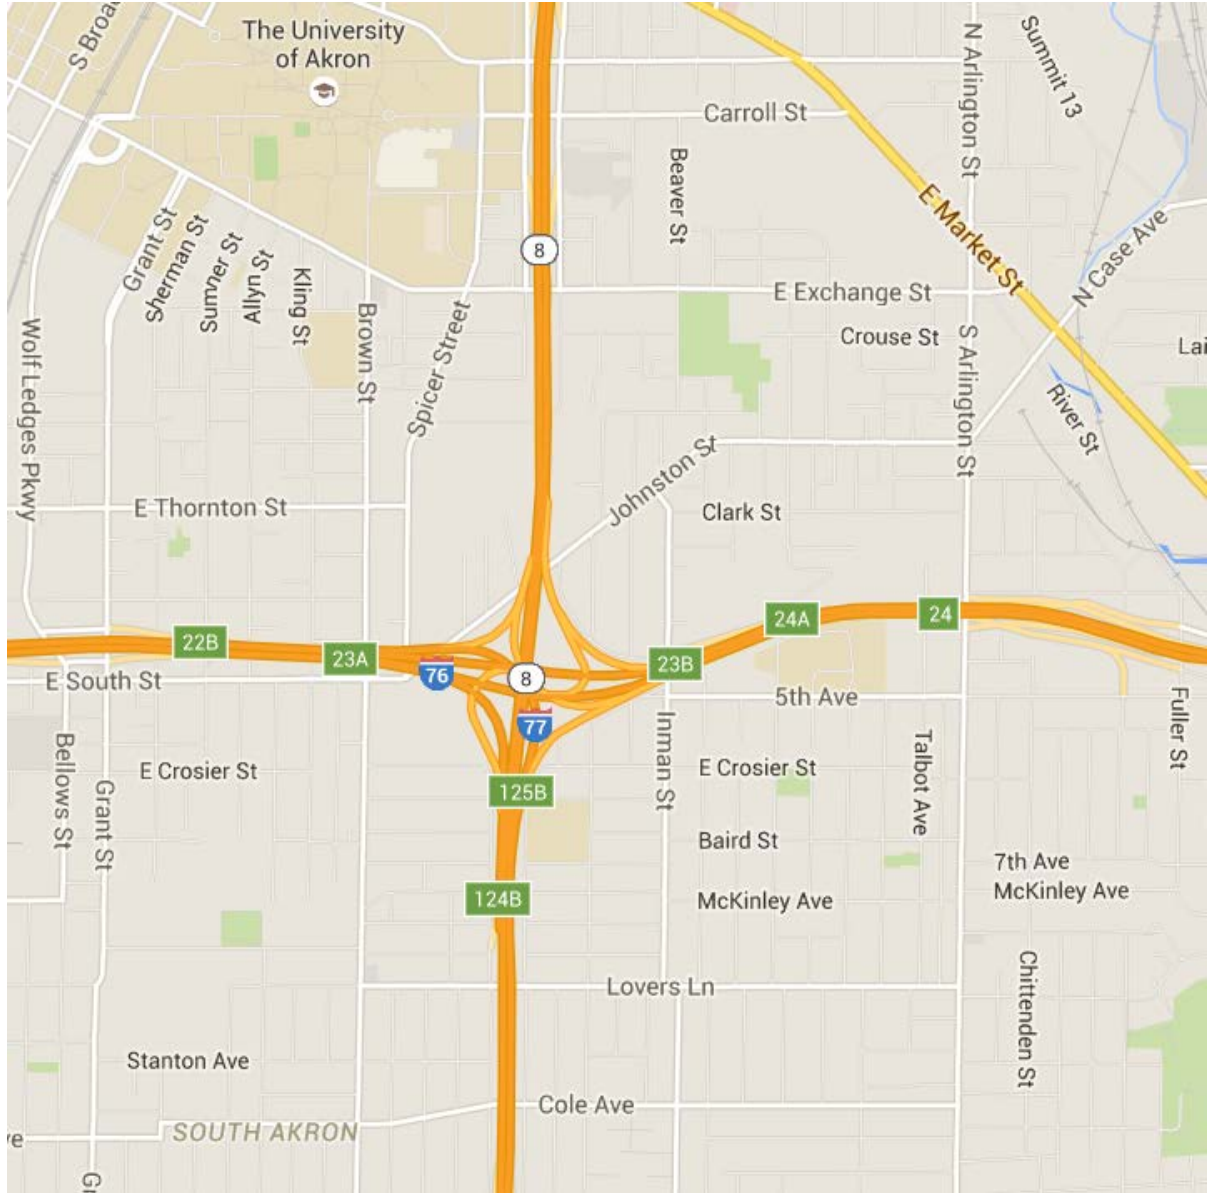 S Broa
The University
of Akron
N Arlington St
Summit 13
Carroll St
Beaver St
E Market St
N Case Ave
Grant St
Sherman St
Sumner St
Allyn St
Kling St
8
E Exchange St
Wolf Ledges Pkwy
Brown St
Spicer Street
Crouse St
S Arlington St
Lai
River St
Johnston St
E Thornton St
Clark St
22B
23A
76
8
23B
24A
24
E South St
5th Ave
77
Fuller St
Bellows St
Grant St
E Crosier St
125B
Inman St
E Crosier St
Talbot Ave
Baird St
7th Ave
McKinley Ave
124B
McKinley Ave
Lovers Ln
Chittenden St
Stanton Ave
Cole Ave
SOUTH AKRON
ve
Gr